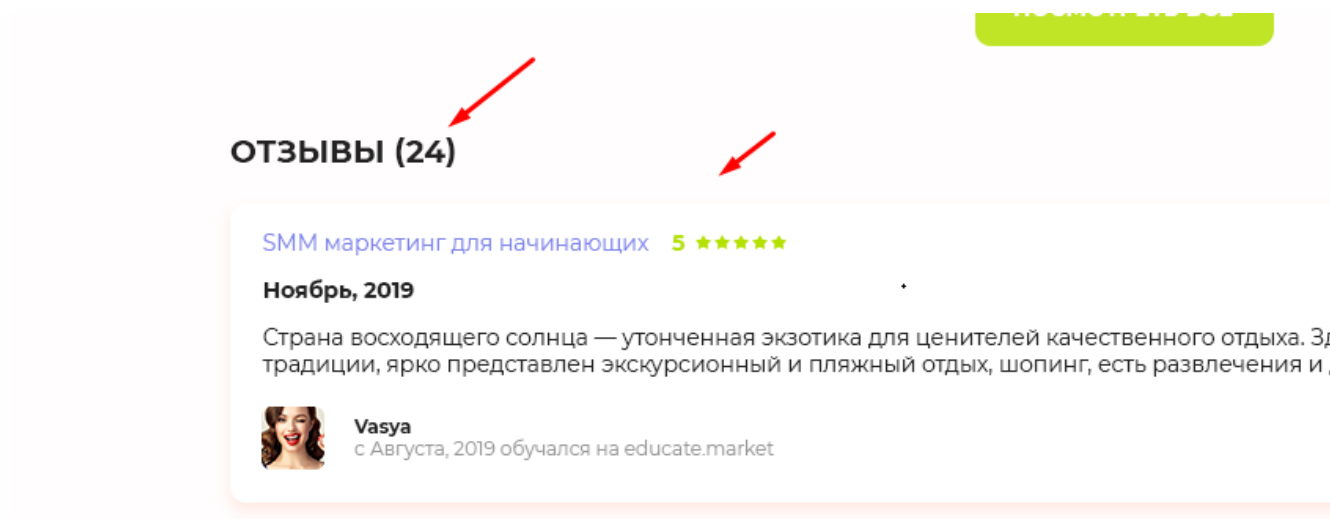 ОТЗЫВЫ (24)
SMM маркетинг для начинающих 5 ★★★★★
Ноябрь, 2019
Страна восходящего солнца — утонченная экзотика для ценителей качественного отдыха.
традиции, ярко представлен экскурсионный и пляжный отдых, шопинг, есть развлечения и
Vasya
с Августа, 2019 обучался на educate.market